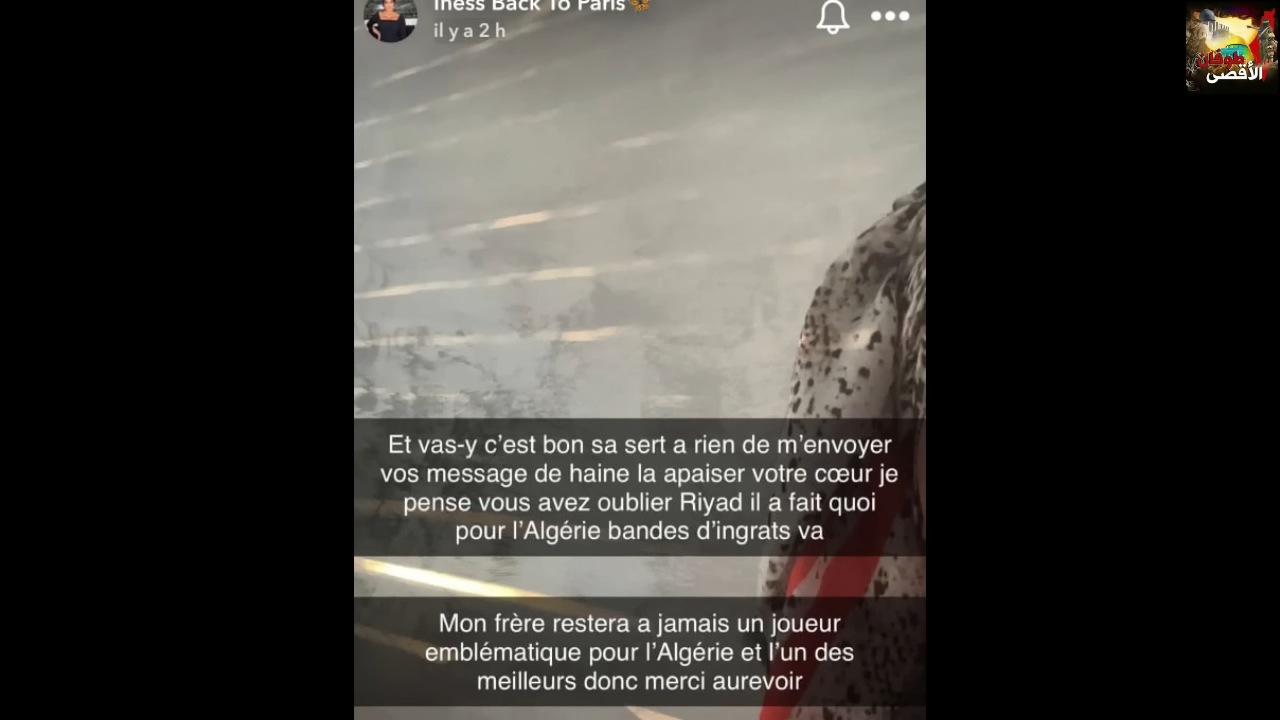 Iness Back To Paris
il y a 2 h
طوفان
الأقصى
Et vas-y c’est bon sa sert a rien de m’envoyer
vos message de haine la apaiser votre cœur je
pense vous avez oublier Riyad il a fait quoi
pour l’Algérie bandes d’ingrats va
Mon frère restera a jamais un joueur
emblématique pour l’Algérie et l’un des
meilleurs donc merci aurevoir